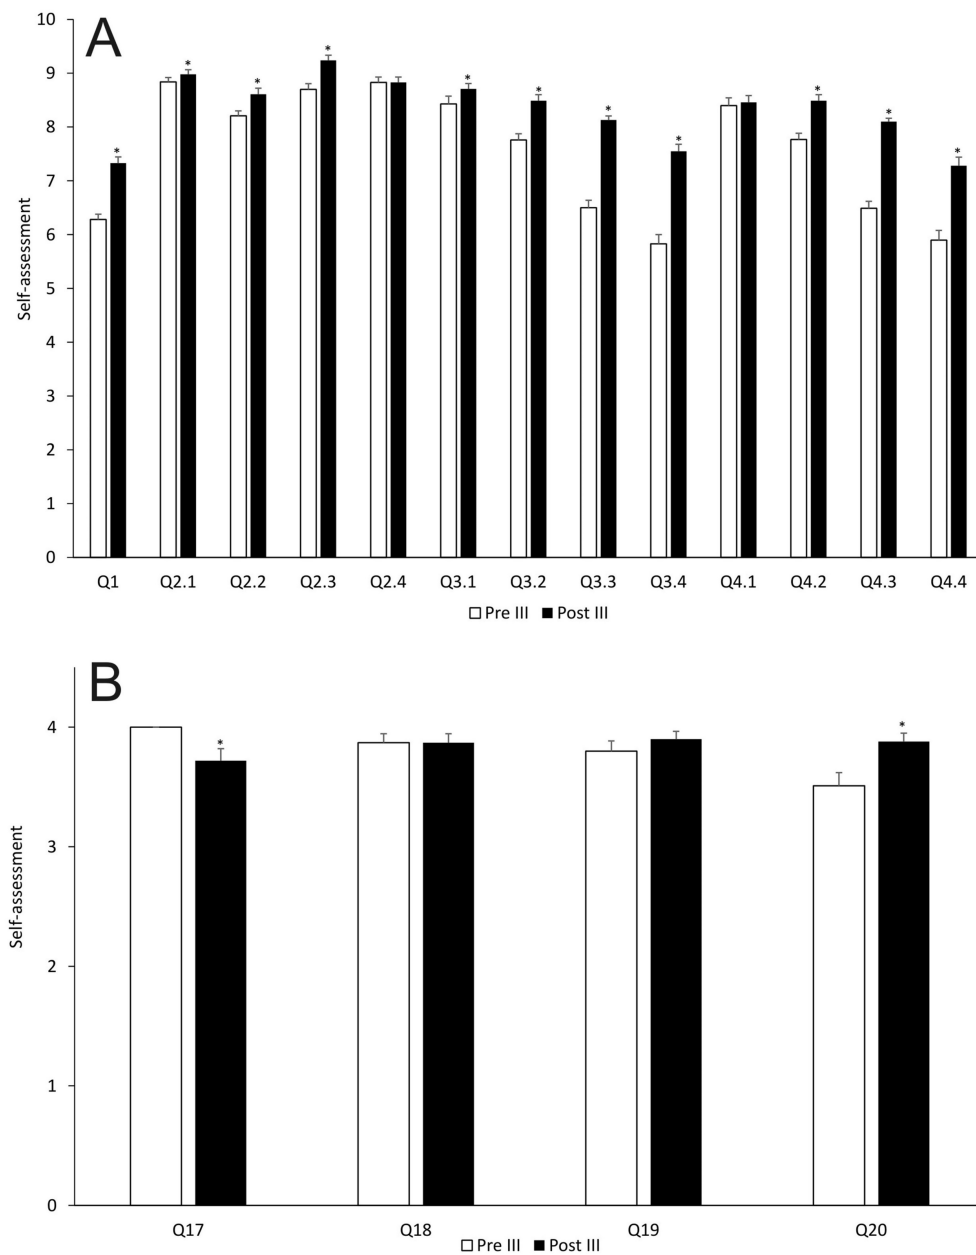 A
10
9
8
7
6
5
4
3
2
1
0
Self-assessment
* * * * * * * * * * *
Q1 Q2.1 Q2.2 Q2.3 Q2.4 Q3.1 Q3.2 Q3.3 Q3.4 Q4.1 Q4.2 Q4.3 Q4.4
Pre III Post III
B
4
3
2
1
0
Self-assessment
* *
Q17 Q18 Q19 Q20
Pre III Post III